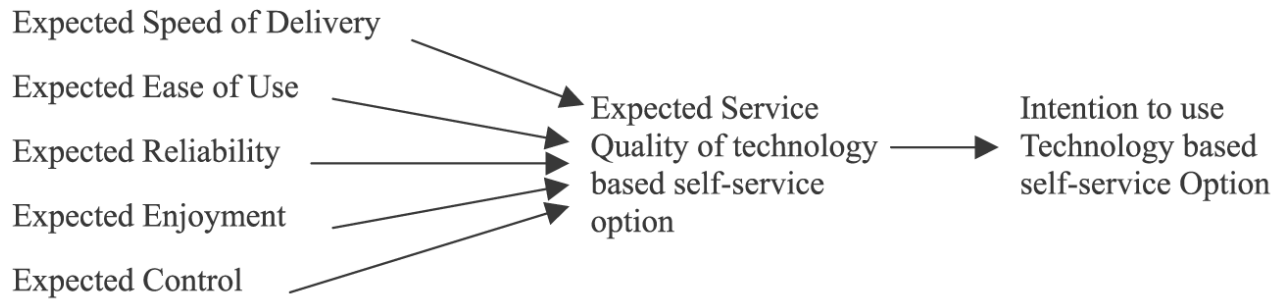 Expected Speed of Delivery
Expected Ease of Use
Expected Reliability
Expected Enjoyment
Expected Control
Expected Service
Quality of technology
based self-service
option
Intention to use
Technology based
self-service Option